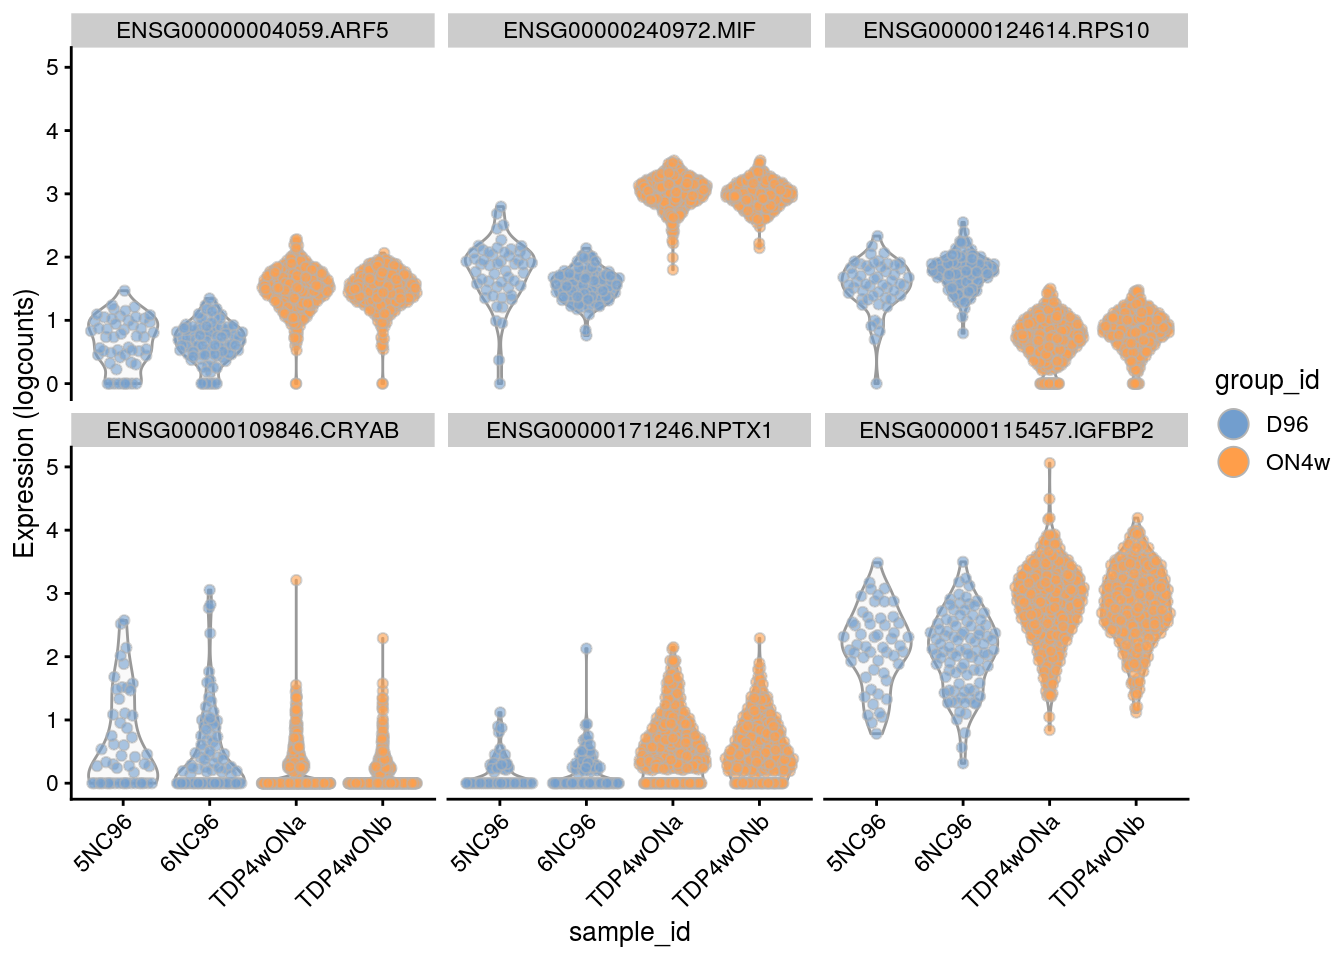 ENSG00000004059.ARF5 ENSG00000240972.MIF ENSG00000124614.RPS10
5
4
3
2
1
0
ENSG00000109846.CRYAB ENSG00000171246.NPTX1 ENSG00000115457.IGFBP2
5
4
3
2
1
0
Expression (logcounts)
5NC96 6NC96 TDP4wONa TDP4wONb 5NC96 6NC96 TDP4wONa TDP4wONb 5NC96 6NC96 TDP4wONa TDP4wONb
sample_id
group_id
D96
ON4w